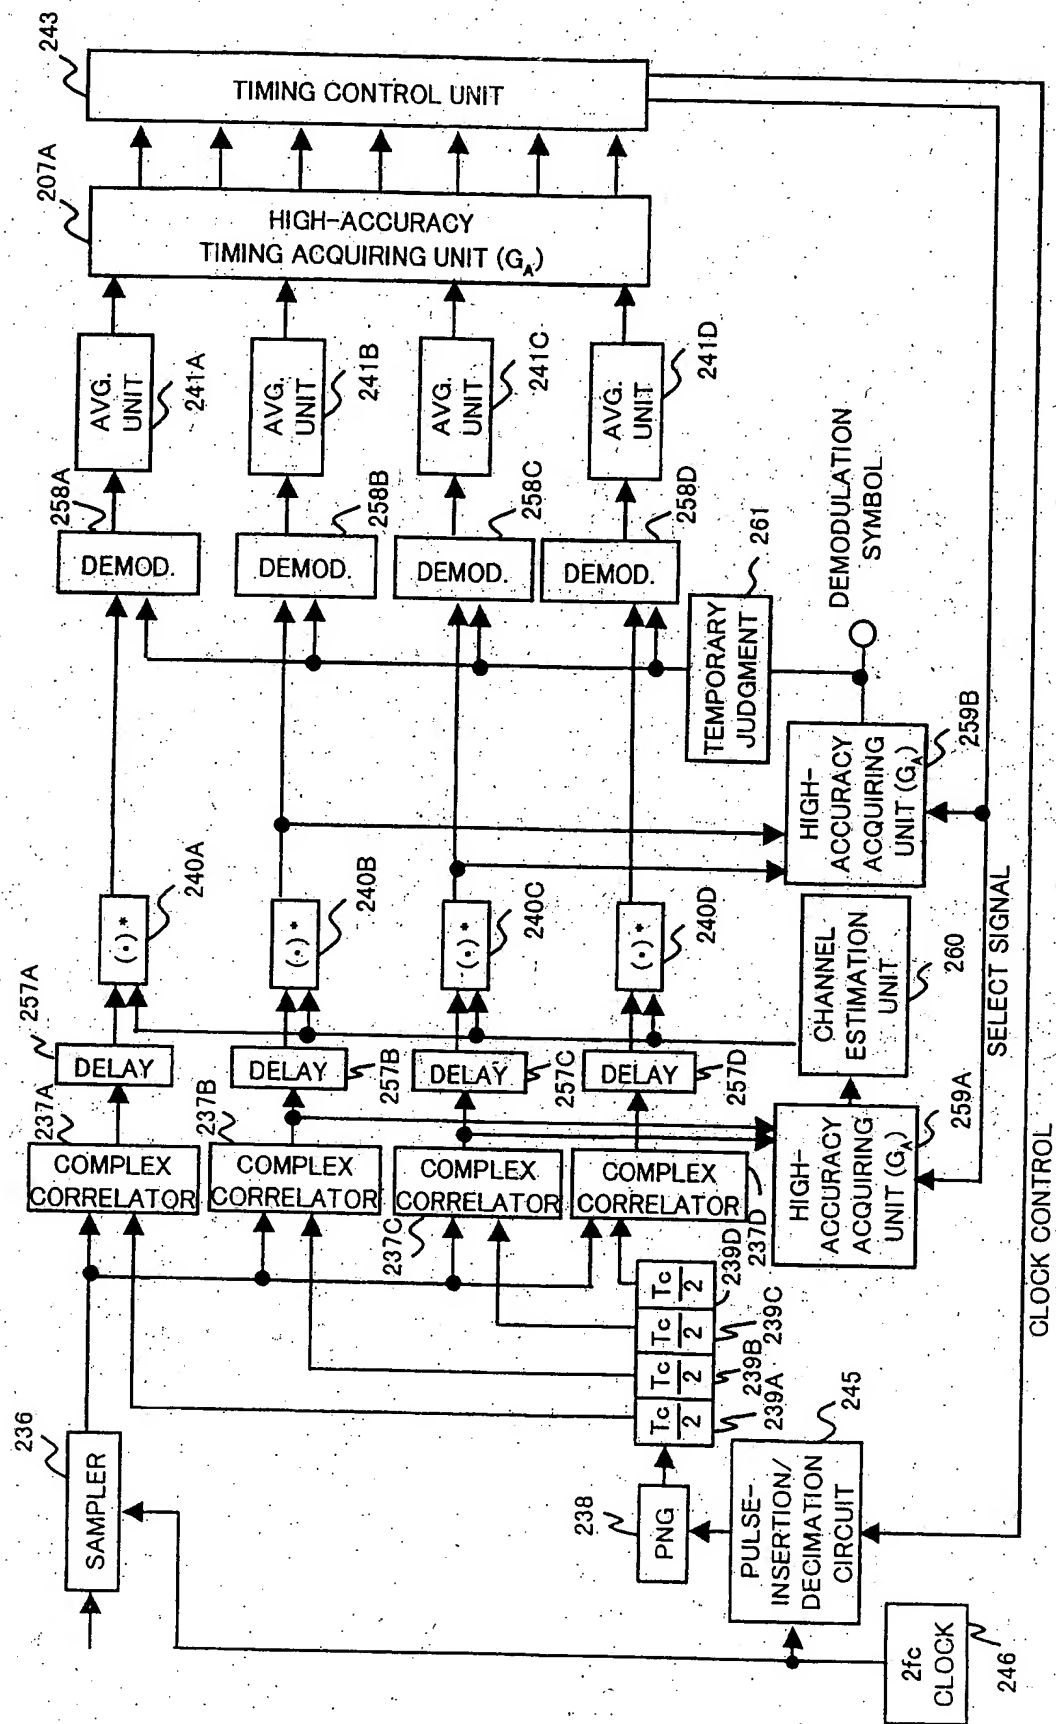 236
SAMPLER
237A
COMPLEX
CORRELATOR
257A
DELAY
240A
(·)*
258A
DEMOD.
241A
AVG.
UNIT
207A
HIGH-ACCURACY
TIMING ACQUIRING UNIT (GA)
243
TIMING CONTROL UNIT
237B
COMPLEX
CORRELATOR
257B
DELAY
240B
(·)*
258B
DEMOD.
241B
AVG.
UNIT
237C
COMPLEX
CORRELATOR
257C
DELAY
240C
(·)*
258C
DEMOD.
241C
AVG.
UNIT
237D
COMPLEX
CORRELATOR
257D
DELAY
240D
(·)*
258D
DEMOD.
241D
AVG.
UNIT
238
PNG
Tc
2
239A
Tc
2
239B
Tc
2
239C
Tc
2
239D
261
TEMPORARY
JUDGMENT
DEMODULATION
SYMBOL
245
PULSE-
INSERTION/
DECIMATION
CIRCUIT
259A
HIGH-
ACCURACY
ACQUIRING
UNIT (GA)
260
CHANNEL
ESTIMATION
UNIT
259B
HIGH-
ACCURACY
ACQUIRING
UNIT (GA)
2fc
CLOCK
246
SELECT SIGNAL
CLOCK CONTROL